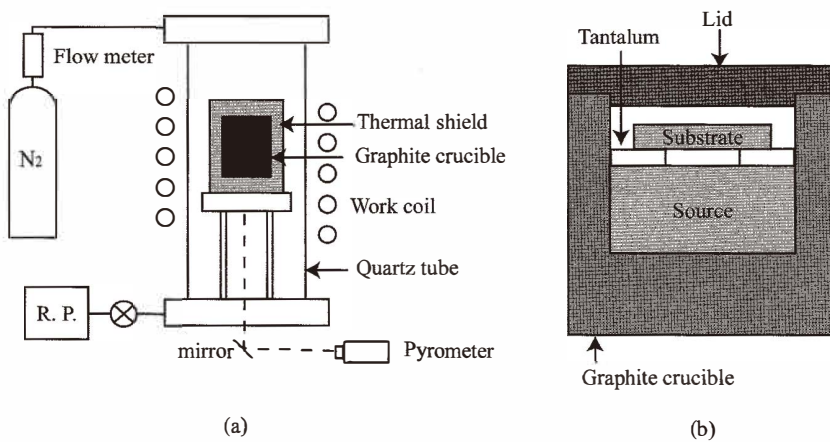 Flow meter
N2
Thermal shield
Graphite crucible
Work coil
Quartz tube
R. P.
mirror
Pyrometer
(a)
Lid
Tantalum
Substrate
Source
Graphite crucible
(b)